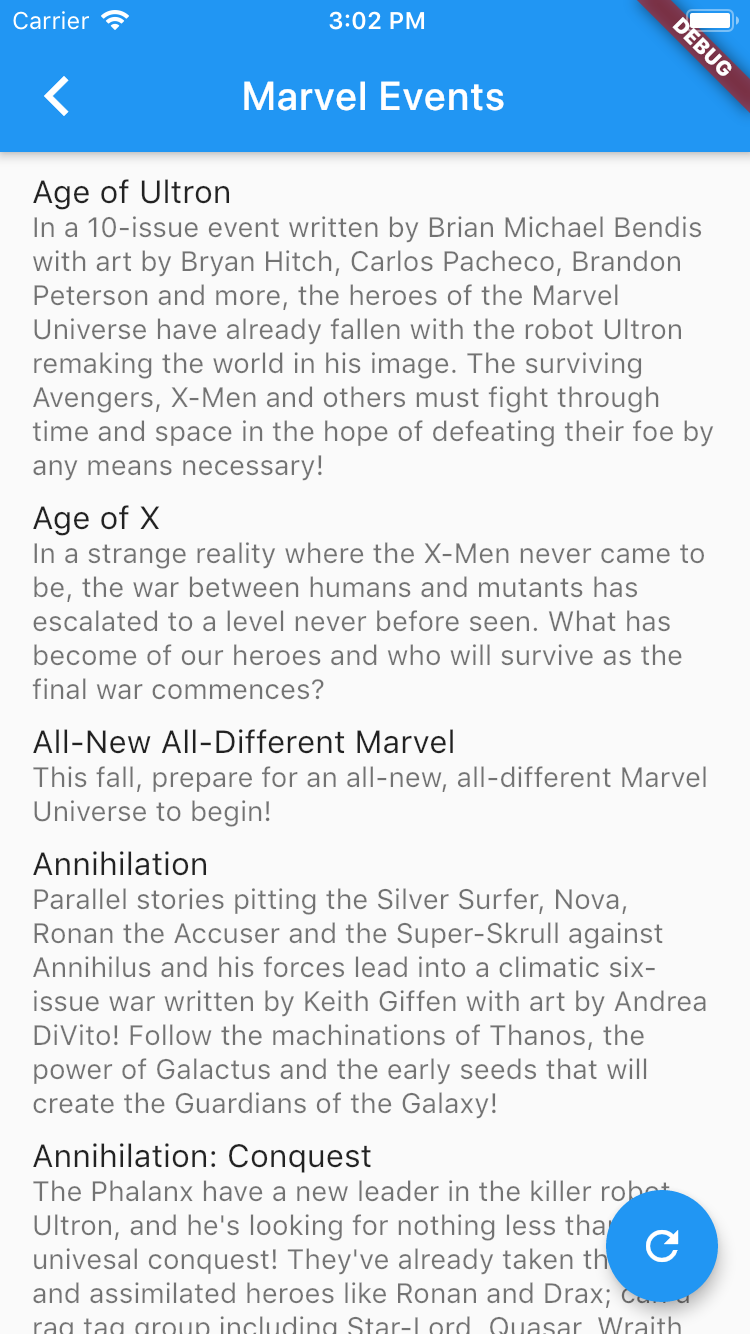 Carrier
3:02 PM
DEBUG
Marvel Events
Age of Ultron
In a 10-issue event written by Brian Michael Bendis
with art by Bryan Hitch, Carlos Pacheco, Brandon
Peterson and more, the heroes of the Marvel
Universe have already fallen with the robot Ultron
remaking the world in his image. The surviving
Avengers, X-Men and others must fight through
time and space in the hope of defeating their foe by
any means necessary!
Age of X
In a strange reality where the X-Men never came to
be, the war between humans and mutants has
escalated to a level never before seen. What has
become of our heroes and who will survive as the
final war commences?
All-New All-Different Marvel
This fall, prepare for an all-new, all-different Marvel
Universe to begin!
Annihilation
Parallel stories pitting the Silver Surfer, Nova,
Ronan the Accuser and the Super-Skrull against
Annihilus and his forces lead into a climatic six-
issue war written by Keith Giffen with art by Andrea
DiVito! Follow the machinations of Thanos, the
power of Galactus and the early seeds that will
create the Guardians of the Galaxy!
Annihilation: Conquest
The Phalanx have a new leader in the killer robot
Ultron, and he's looking for nothing less than
univesal conquest! They've already taken
and assimilated heroes like Ronan and Drax; can a
rag tag group including Star-Lord, Quasar, Wraith